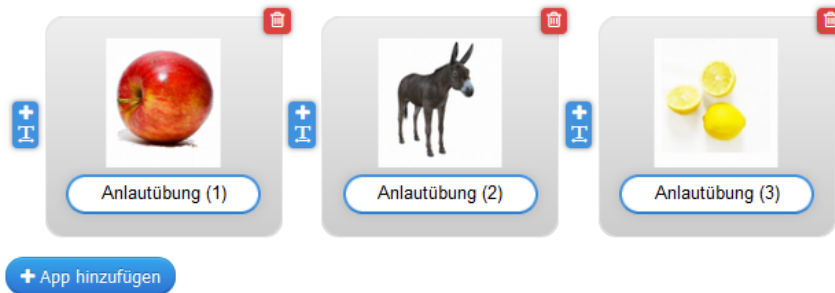 Anlautübung (1)
Anlautübung (2)
Anlautübung (3)
App hinzufügen